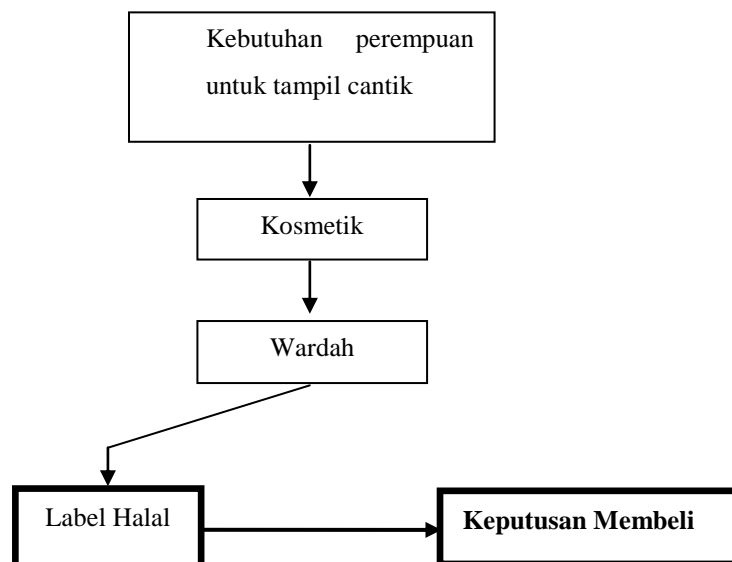 Kebutuhan perempuan
untuk tampil cantik
Kosmetik
Wardah
Label Halal
Keputusan Membeli